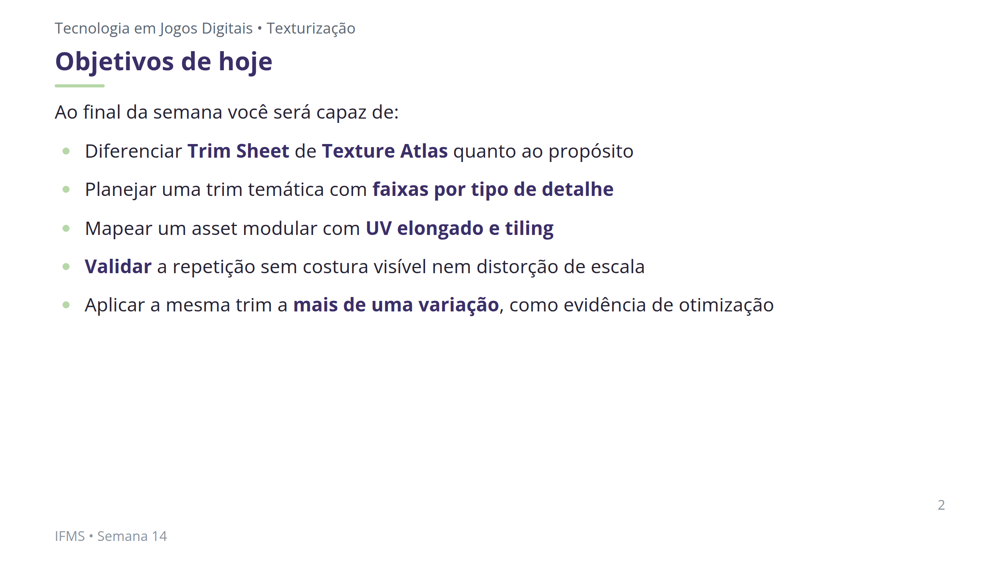 Tecnologia em Jogos Digitais • Texturização
Objetivos de hoje
Ao final da semana você será capaz de:
• Diferenciar Trim Sheet de Texture Atlas quanto ao propósito
• Planejar uma trim temática com faixas por tipo de detalhe
• Mapear um asset modular com UV elongado e tiling
• Validar a repetição sem costura visível nem distorção de escala
• Aplicar a mesma trim a mais de uma variação, como evidência de otimização
2
IFMS • Semana 14